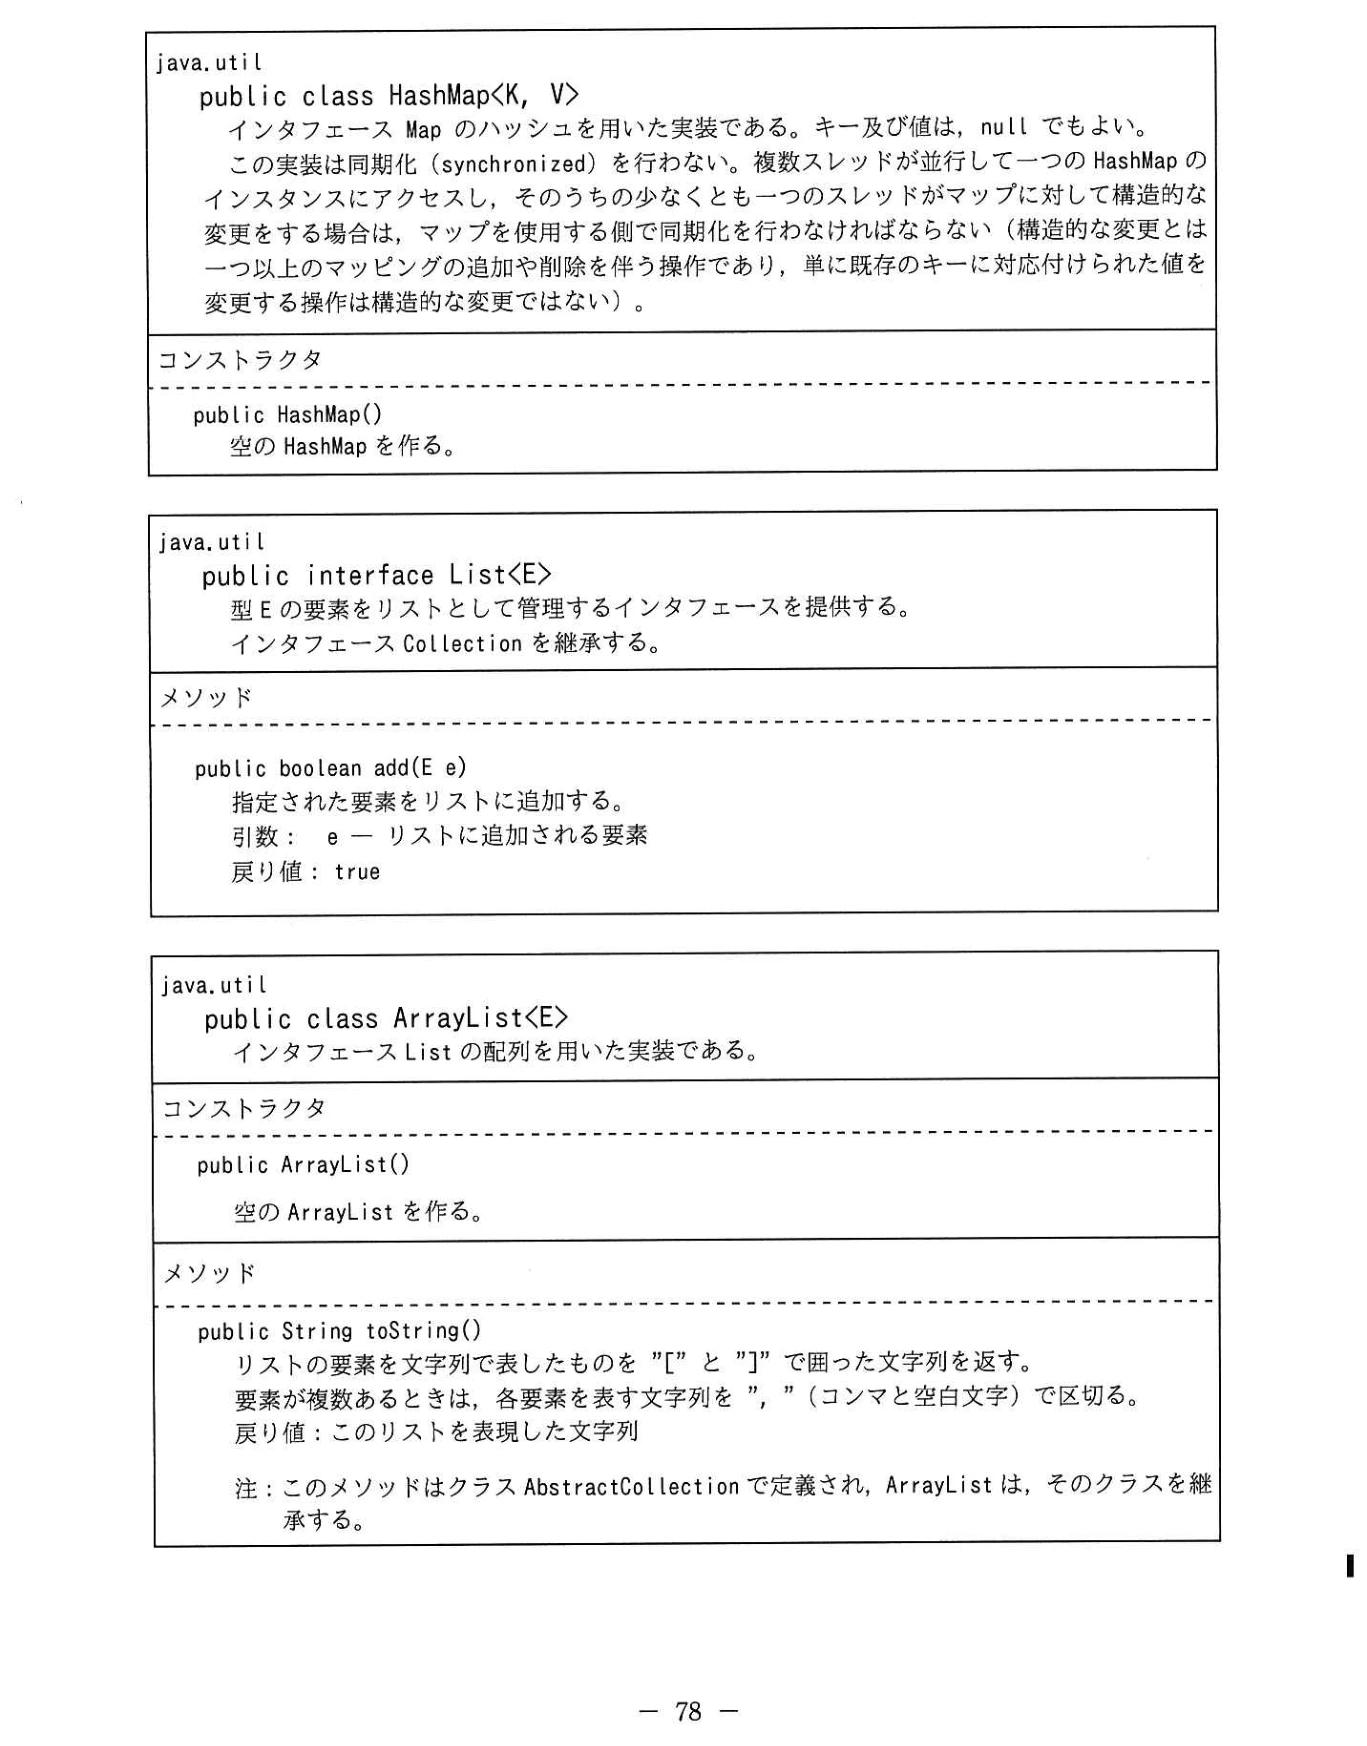 java.util
public class HashMap<K, V>
インタフェース Map のハッシュを用いた実装である。キー及び値は，null でもよい。
この実装は同期化（synchronized）を行わない。複数スレッドが並行して一つの HashMap の
インスタンスにアクセスし，そのうちの少なくとも一つのスレッドがマップに対して構造的な
変更をする場合は，マップを使用する側で同期化を行わなければならない（構造的な変更とは
一つ以上のマッピングの追加や削除を伴う操作であり，単に既存のキーに対応付けられた値を
変更する操作は構造的な変更ではない）。
コンストラクタ
public HashMap()
空の HashMap を作る。
java.util
public interface List<E>
型 E の要素をリストとして管理するインタフェースを提供する。
インタフェース Collection を継承する。
メソッド
public boolean add(E e)
指定された要素をリストに追加する。
引数： e ― リストに追加される要素
戻り値：true
java.util
public class ArrayList<E>
インタフェース List の配列を用いた実装である。
コンストラクタ
public ArrayList()
空の ArrayList を作る。
メソッド
public String toString()
リストの要素を文字列で表したものを ”[” と ”]” で囲った文字列を返す。
要素が複数あるときは，各要素を表す文字列を ”, ”（コンマと空白文字）で区切る。
戻り値：このリストを表現した文字列
注：このメソッドはクラス AbstractCollection で定義され，ArrayList は，そのクラスを継
承する。
― 78 ―